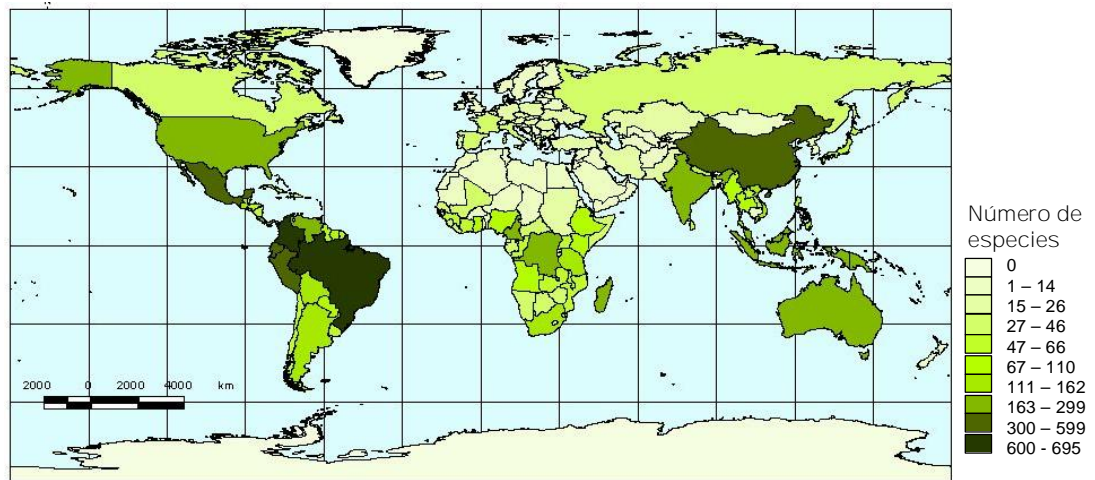 Número de
especies
0
1 – 14
15 – 26
27 – 46
47 – 66
67 – 110
111 – 162
163 – 299
300 – 599
600 - 695
2000 0 2000 4000 km